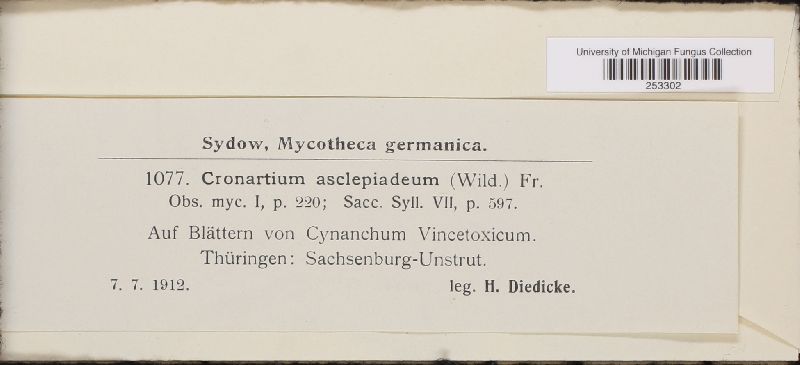 University of Michigan Fungus Collection
253302
Sydow, Mycotheca germanica.
1077. Cronartium asclepiadeum (Wild.) Fr.
Obs. myc. I, p. 220; Sacc. Syll. VII, p. 597.
Auf Blättern von Cynanchum Vincetoxicum.
Thüringen: Sachsenburg-Unstrut.
7. 7. 1912. leg. H. Diedicke.